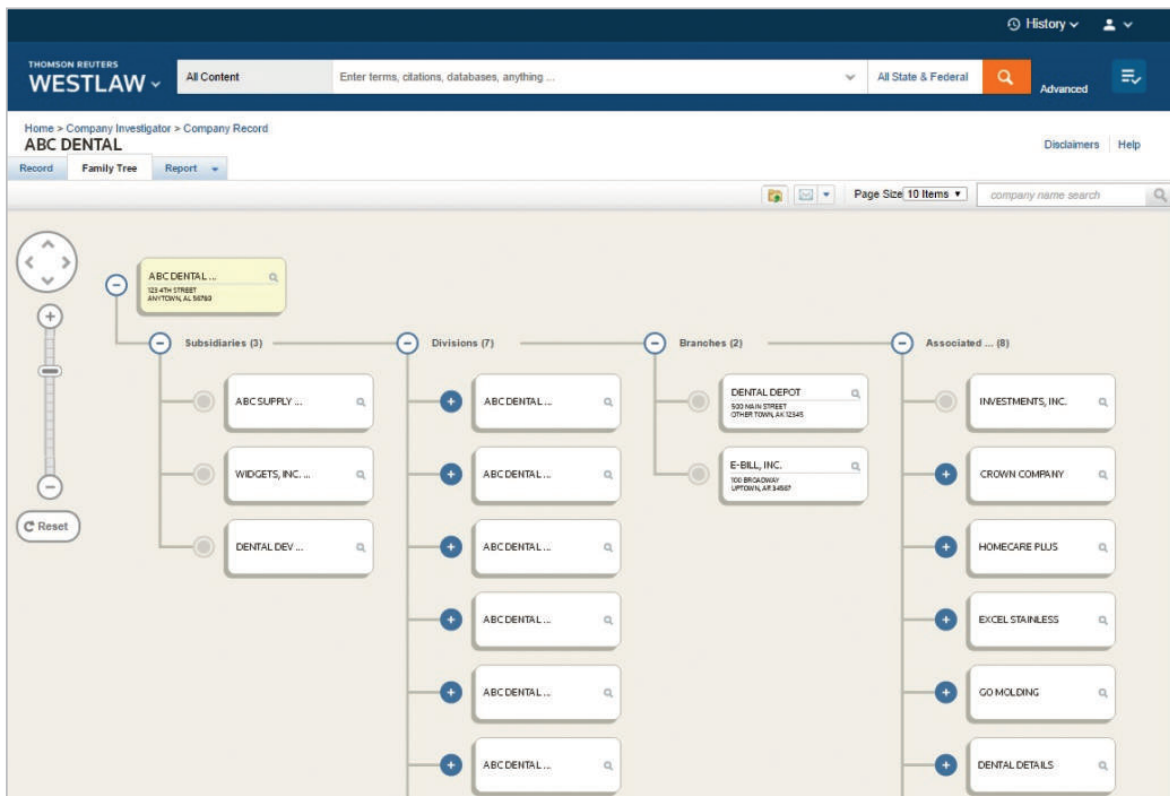 History
THOMSON REUTERS
WESTLAW
All Content
Enter terms, citations, databases, anything ...
All State & Federal
Advanced
Home > Company Investigator > Company Record
ABC DENTAL
Disclaimers
Help
Record
Family Tree
Report
Page Size 10 Items
company name search
ABC DENTAL ...
123 4TH STREET
ANYTOWN, AL
Reset
Subsidiaries (3)
Divisions (7)
Branches (2)
Associated ... (8)
ABC SUPPLY ...
ABC DENTAL ...
DENTAL DEPOT
500 MAIN STREET
OTHER TOWN, AK 12345
INVESTMENTS, INC.
WIDGETS, INC. ...
ABC DENTAL ...
E-BILL, INC.
100 BROADWAY
UPTOWN, AR 34567
CROWN COMPANY
DENTAL DEV ...
ABC DENTAL ...
HOMECARE PLUS
ABC DENTAL ...
EXCEL STAINLESS
ABC DENTAL ...
GO MOLDING
ABC DENTAL ...
DENTAL DETAILS